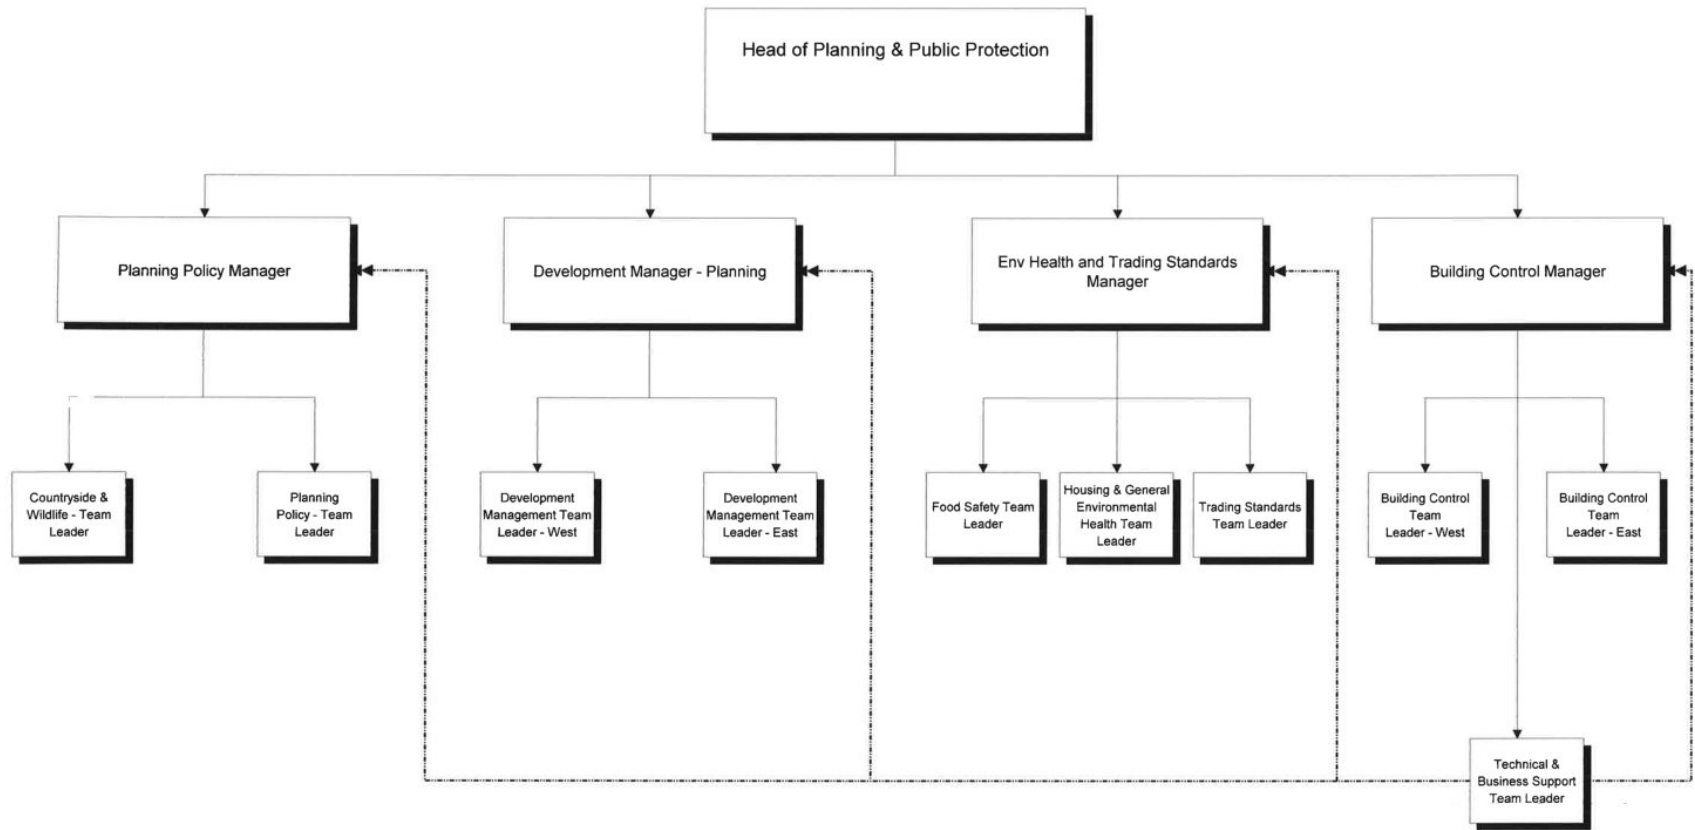 Head of Planning & Public Protection
Planning Policy Manager
Development Manager - Planning
Env Health and Trading Standards
Manager
Building Control Manager
Countryside &
Wildlife - Team
Leader
Planning
Policy - Team
Leader
Development
Management Team
Leader - West
Development
Management Team
Leader - East
Food Safety Team
Leader
Housing & General
Environmental
Health Team
Leader
Trading Standards
Team Leader
Building Control
Team
Leader - West
Building Control
Team
Leader - East
Technical &
Business Support
Team Leader